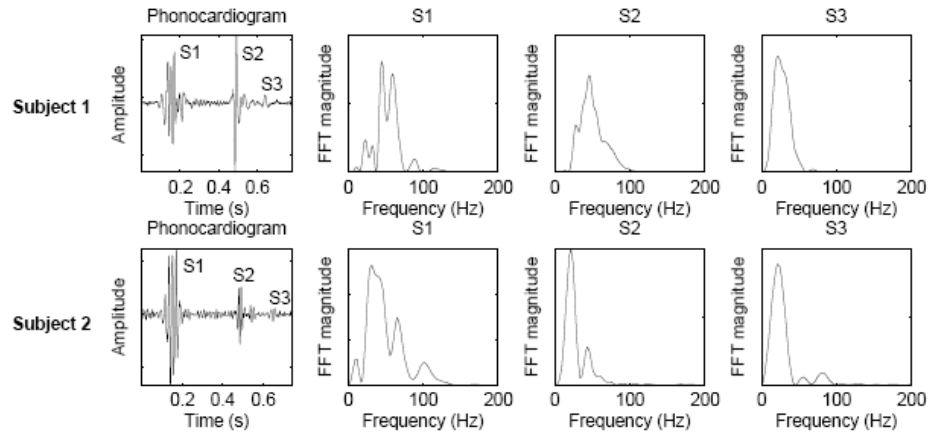 Phonocardiogram S1 S2 S3
Subject 1
Amplitude
S1
S2
S3
0.2 0.4 0.6
Time (s)
FFT magnitude
0 100 200
Frequency (Hz)
FFT magnitude
0 100 200
Frequency (Hz)
FFT magnitude
0 100 200
Frequency (Hz)
Phonocardiogram S1 S2 S3
Subject 2
Amplitude
S1
S2
S3
0.2 0.4 0.6
Time (s)
FFT magnitude
0 100 200
Frequency (Hz)
FFT magnitude
0 100 200
Frequency (Hz)
FFT magnitude
0 100 200
Frequency (Hz)